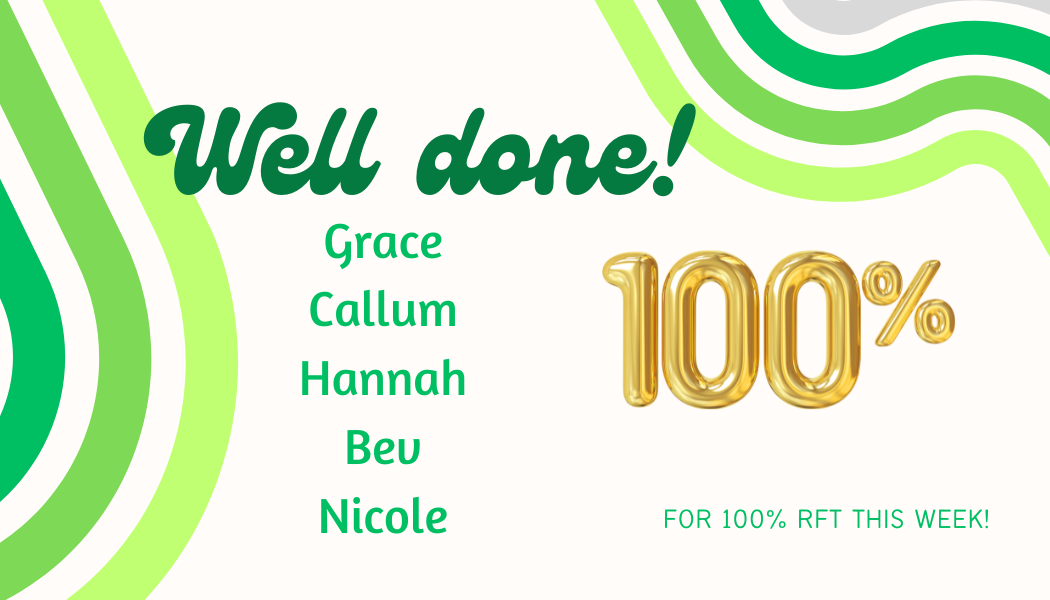 Well done!
Grace
Callum
Hannah
Bev
Nicole
100%
FOR 100% RFT THIS WEEK!